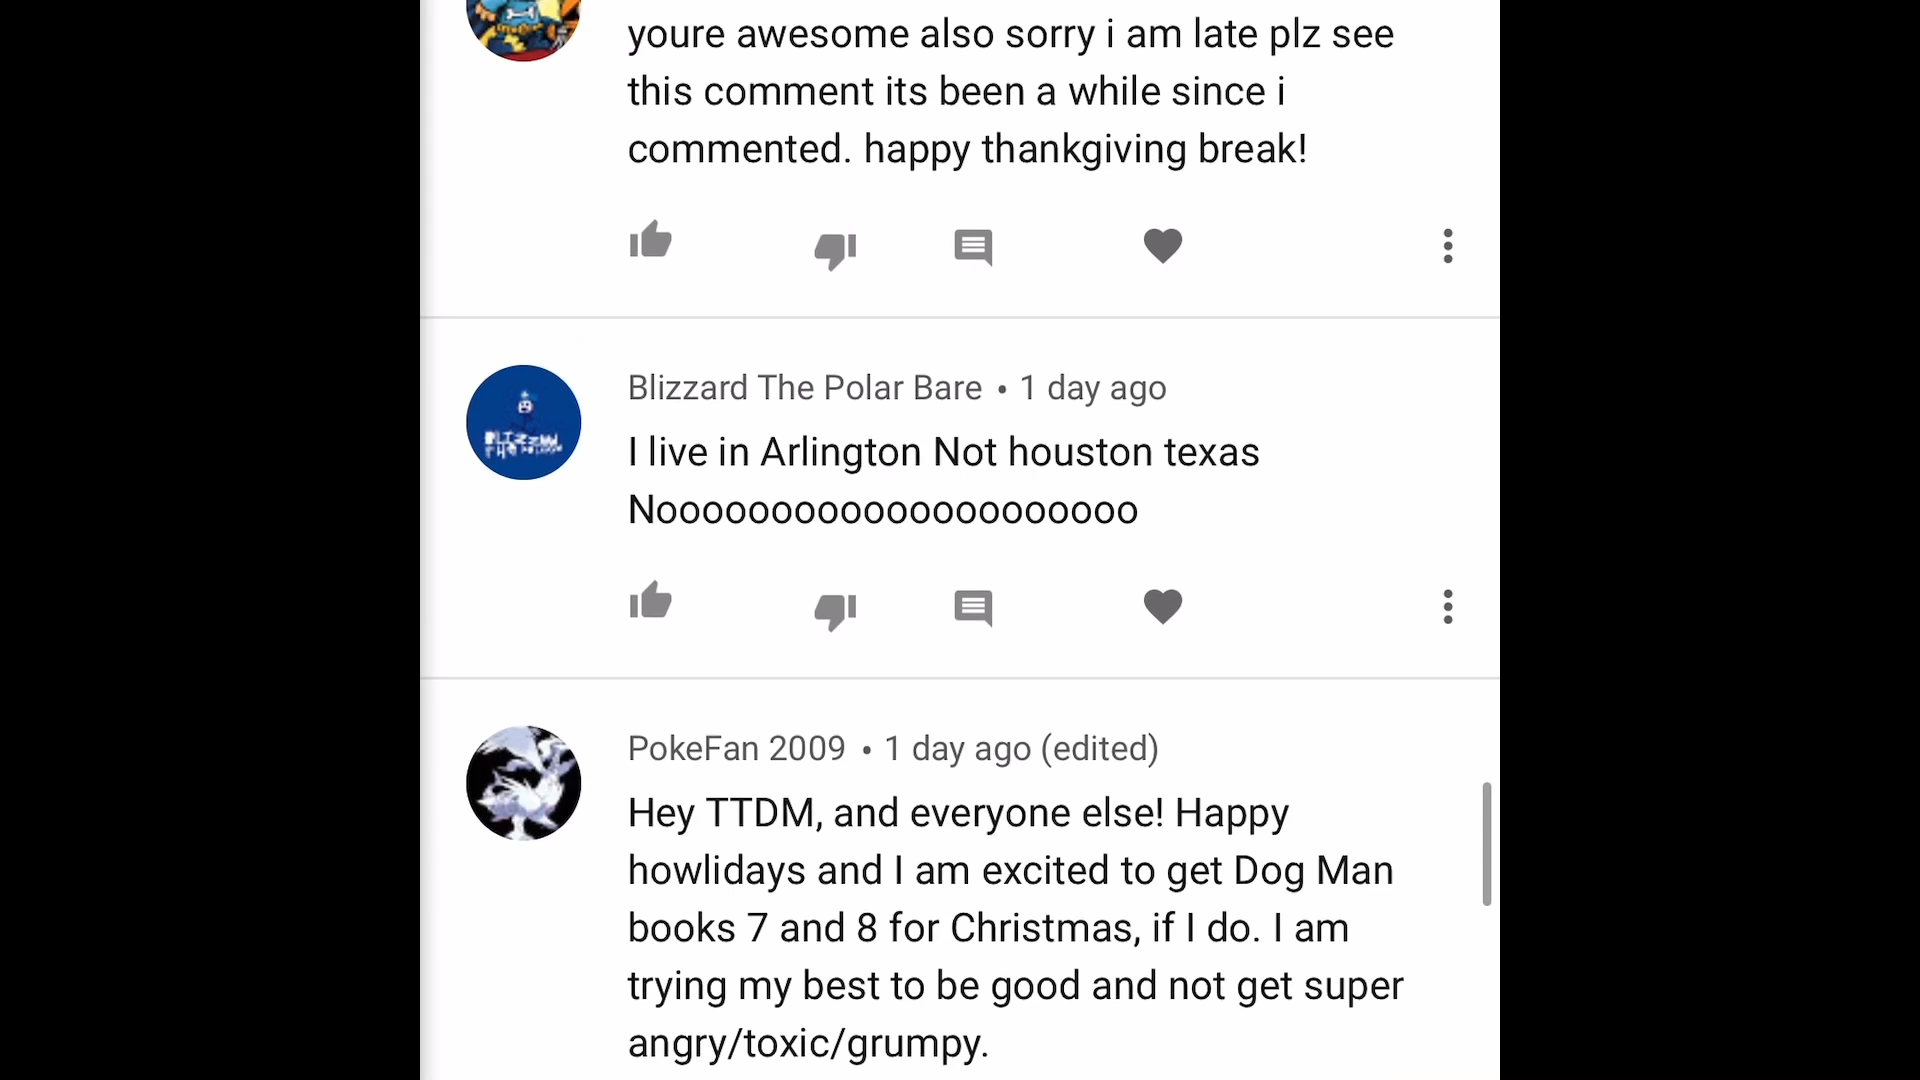 youre awesome also sorry i am late plz see
this comment its been a while since i
commented. happy thankgiving break!
Blizzard The Polar Bare • 1 day ago
I live in Arlington Not houston texas
Nooooooooooooooooooooo
PokeFan 2009 • 1 day ago (edited)
Hey TTDM, and everyone else! Happy
howlidays and I am excited to get Dog Man
books 7 and 8 for Christmas, if I do. I am
trying my best to be good and not get super
angry/toxic/grumpy.